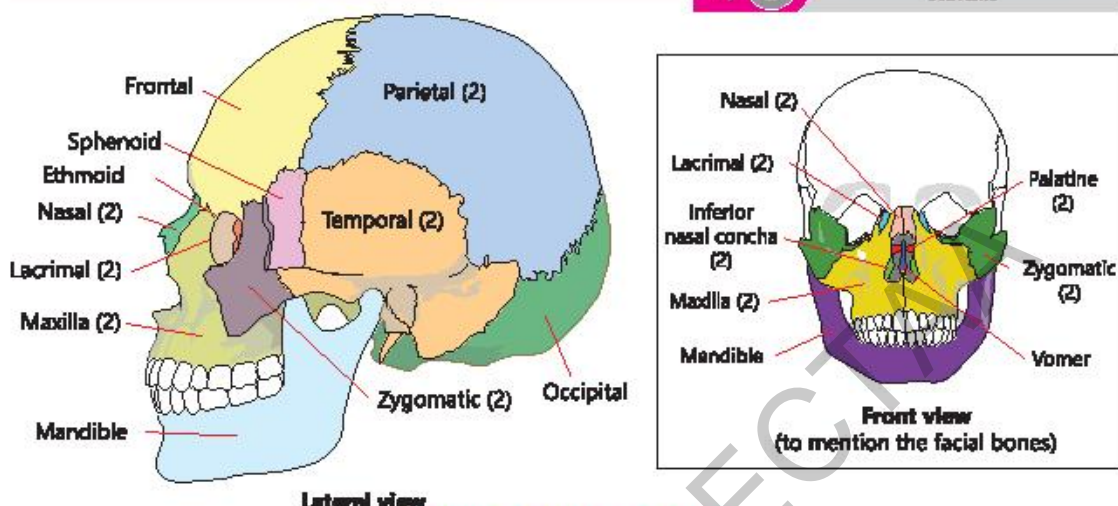 Frontal
Parietal (2)
Sphenoid
Ethmoid
Nasal (2)
Temporal (2)
Lacrimal (2)
Maxilla (2)
Zygomatic (2)
Occipital
Mandible
Lateral view
Nasal (2)
Lacrimal (2)
Palatine
(2)
Inferior
nasal concha
(2)
Zygomatic
(2)
Maxilla (2)
Mandible
Vomer
Front view
(to mention the facial bones)